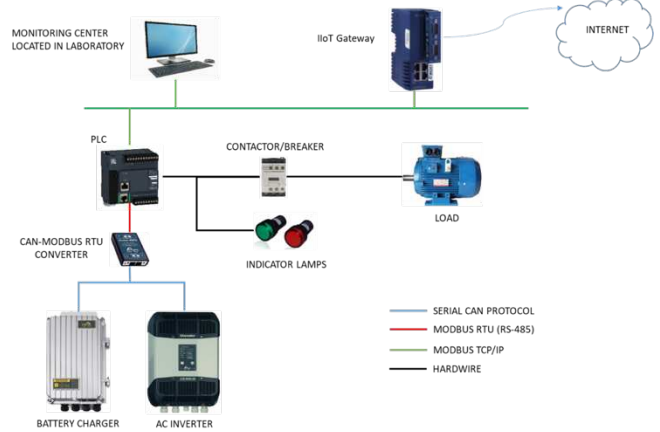 MONITORING CENTER
LOCATED IN LABORATORY
IIoT Gateway
INTERNET
PLC
CONTACTOR/BREAKER
LOAD
CAN-MODBUS RTU
CONVERTER
INDICATOR LAMPS
SERIAL CAN PROTOCOL
MODBUS RTU (RS-485)
MODBUS TCP/IP
HARDWIRE
BATTERY CHARGER
AC INVERTER